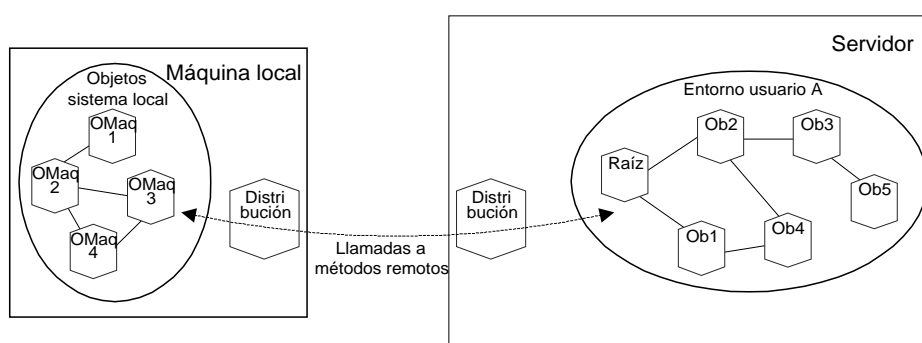 Servidor
Máquina local
Objetos
sistema local
OMaq
1
OMaq
2
OMaq
3
OMaq
4
Distri
bución
Llamadas a
métodos remotos
Distri
bución
Entorno usuario A
Raíz
Ob2
Ob3
Ob5
Ob1
Ob4